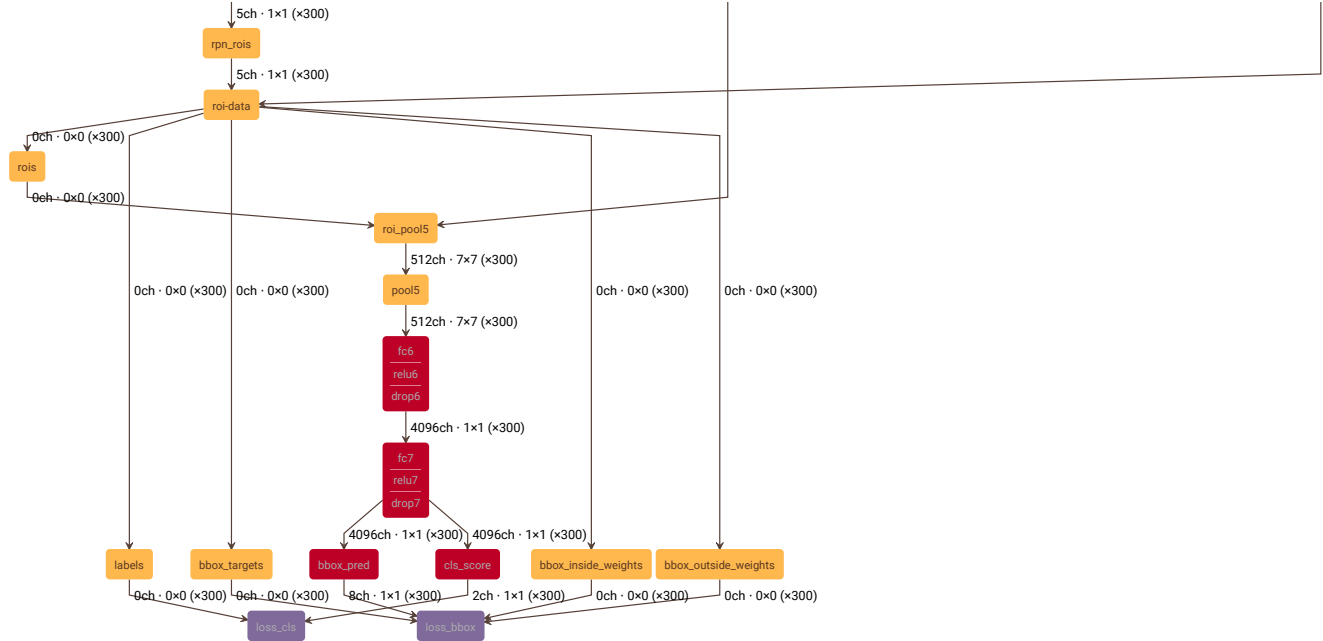 5ch · 1×1 (×300)
rpn_rois
5ch · 1×1 (×300)
roi-data
0ch · 0×0 (×300)
rois
0ch · 0×0 (×300)
roi_pool5
512ch · 7×7 (×300)
0ch · 0×0 (×300)
0ch · 0×0 (×300)
pool5
0ch · 0×0 (×300)
0ch · 0×0 (×300)
512ch · 7×7 (×300)
fc6
relu6
drop6
4096ch · 1×1 (×300)
fc7
relu7
drop7
4096ch · 1×1 (×300)
4096ch · 1×1 (×300)
labels
bbox_targets
bbox_pred
cls_score
bbox_inside_weights
bbox_outside_weights
0ch · 0×0 (×300)
0ch · 0×0 (×300)
8ch · 1×1 (×300)
2ch · 1×1 (×300)
0ch · 0×0 (×300)
0ch · 0×0 (×300)
loss_cls
loss_bbox